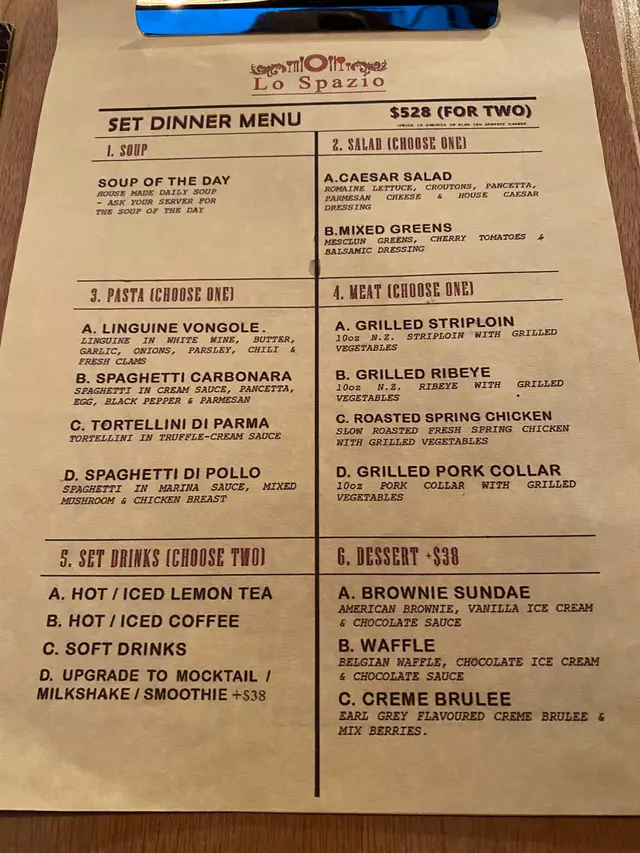 Lo Spazio
SET DINNER MENU
$528 (FOR TWO)
*PRICE IS SUBJECT TO PLUS 10% SERVICE CHARGE
1. SOUP
SOUP OF THE DAY
HOUSE MADE DAILY SOUP
- ASK YOUR SERVER FOR
THE SOUP OF THE DAY
2. SALAD (CHOOSE ONE)
A.CAESAR SALAD
ROMAINE LETTUCE, CROUTONS, PANCETTA,
PARMESAN CHEESE & HOUSE CAESAR
DRESSING
B.MIXED GREENS
MESCLUN GREENS, CHERRY TOMATOES &
BALSAMIC DRESSING
3. PASTA (CHOOSE ONE)
A. LINGUINE VONGOLE.
LINGUINE IN WHITE WINE, BUTTER,
GARLIC, ONIONS, PARSLEY, CHILI &
FRESH CLAMS
B. SPAGHETTI CARBONARA
SPAGHETTI IN CREAM SAUCE, PANCETTA,
EGG, BLACK PEPPER & PARMESAN
C. TORTELLINI DI PARMA
TORTELLINI IN TRUFFLE-CREAM SAUCE
D. SPAGHETTI DI POLLO
SPAGHETTI IN MARINA SAUCE, MIXED
MUSHROOM & CHICKEN BREAST
4. MEAT (CHOOSE ONE)
A. GRILLED STRIPLOIN
10oz N.Z. STRIPLOIN WITH GRILLED
VEGETABLES
B. GRILLED RIBEYE
10oz N.Z. RIBEYE WITH GRILLED
VEGETABLES
C. ROASTED SPRING CHICKEN
SLOW ROASTED FRESH SPRING CHICKEN
WITH GRILLED VEGETABLES
D. GRILLED PORK COLLAR
10oz PORK COLLAR WITH GRILLED
VEGETABLES
5. SET DRINKS (CHOOSE TWO)
A. HOT / ICED LEMON TEA
B. HOT / ICED COFFEE
C. SOFT DRINKS
D. UPGRADE TO MOCKTAIL /
MILKSHAKE / SMOOTHIE +$38
6. DESSERT +$38
A. BROWNIE SUNDAE
AMERICAN BROWNIE, VANILLA ICE CREAM
& CHOCOLATE SAUCE
B. WAFFLE
BELGIAN WAFFLE, CHOCOLATE ICE CREAM
& CHOCOLATE SAUCE
C. CREME BRULEE
EARL GREY FLAVOURED CREME BRULEE &
MIX BERRIES.